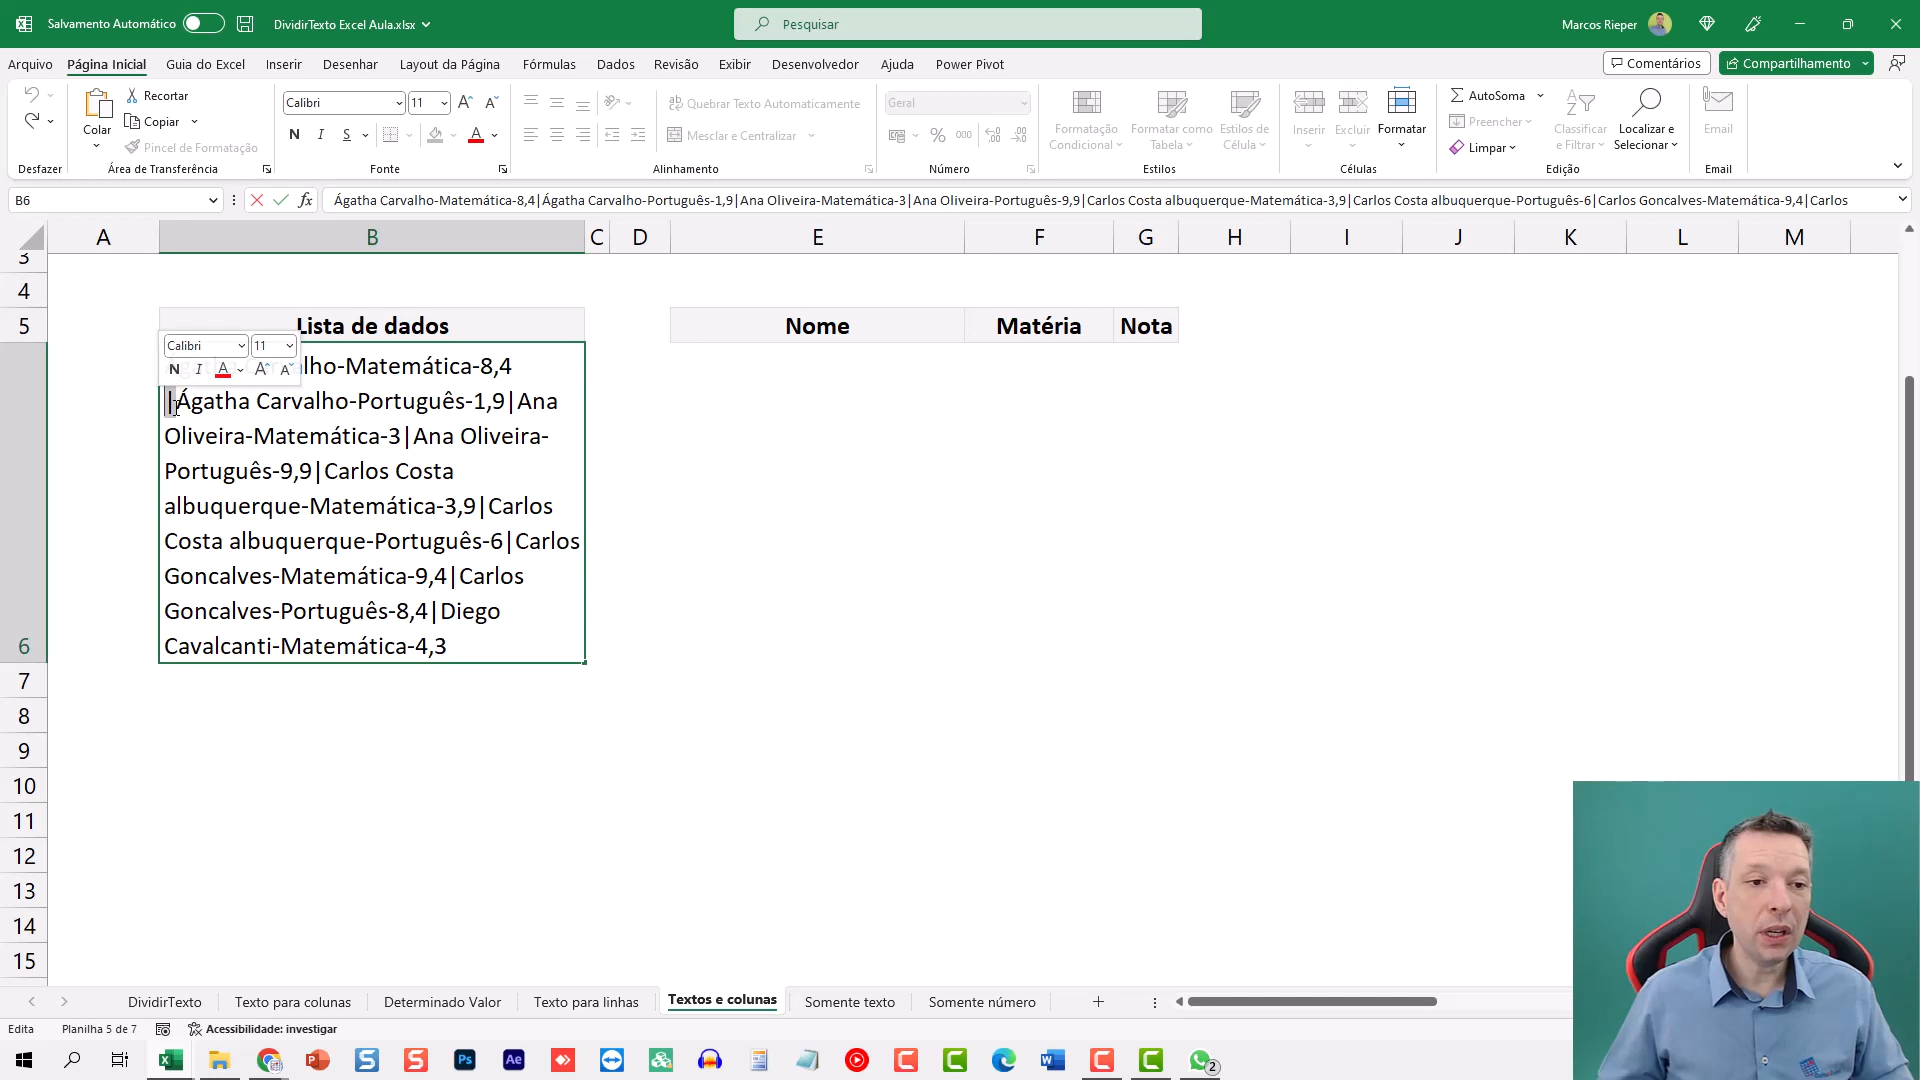 Salvamento Automático
DividirTexto Excel Aula.xlsx
Pesquisar
Marcos Rieper
Arquivo Página Inicial Guia do Excel Inserir Desenhar Layout da Página Fórmulas Dados Revisão Exibir Desenvolvedor Ajuda Power Pivot
Comentários
Compartilhamento
Colar
Recortar
Copiar
Pincel de Formatação
Calibri 11
N I S A
Quebrar Texto Automaticamente
Mesclar e Centralizar
Geral
% 000
Formatação Condicional
Formatar como Tabela
Estilos de Célula
Inserir
Excluir
Formatar
AutoSoma
Preencher
Limpar
Classificar e Filtrar
Localizar e Selecionar
Email
Desfazer Área de Transferência Fonte Alinhamento Número Estilos Células Edição Email
B6
fx
Ágatha Carvalho-Matemática-8,4|Ágatha Carvalho-Português-1,9|Ana Oliveira-Matemática-3|Ana Oliveira-Português-9,9|Carlos Costa albuquerque-Matemática-3,9|Carlos Costa albuquerque-Português-6|Carlos Goncalves-Matemática-9,4|Carlos
A B C D E F G H I J K L M
3
4
5 Lista de dados Nome Matéria Nota
Calibri 11
N I A A A
lho-Matemática-8,4
|Ágatha Carvalho-Português-1,9|Ana
Oliveira-Matemática-3|Ana Oliveira-
Português-9,9|Carlos Costa
albuquerque-Matemática-3,9|Carlos
Costa albuquerque-Português-6|Carlos
Goncalves-Matemática-9,4|Carlos
Goncalves-Português-8,4|Diego
6 Cavalcanti-Matemática-4,3
7
8
9
10
11
12
13
14
15
DividirTexto Texto para colunas Determinado Valor Texto para linhas Textos e colunas Somente texto Somente número
Edita Planilha 5 de 7 Acessibilidade: investigar
2